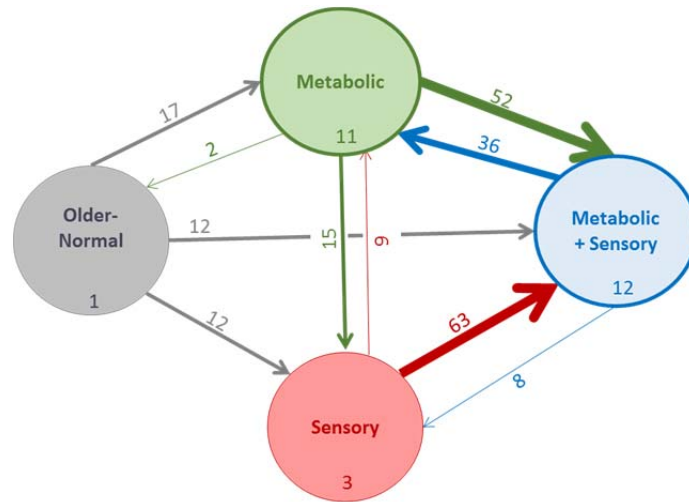 Metabolic
11
17
52
2
36
Older-
Normal
1
12
15
9
Metabolic
+ Sensory
12
12
63
8
Sensory
3